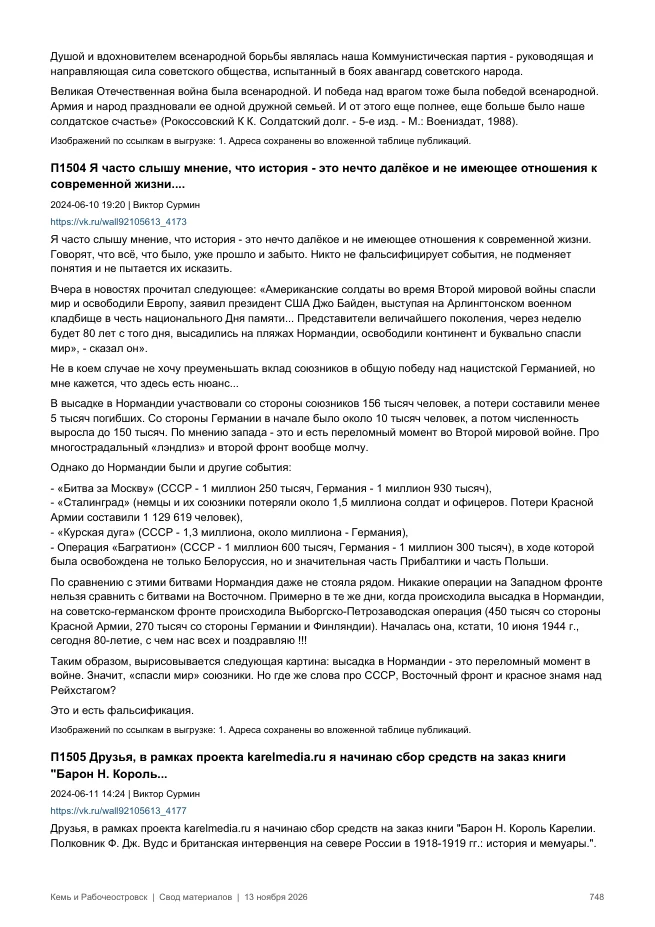 Душой и вдохновителем всенародной борьбы являлась наша Коммунистическая партия - руководящая и
направляющая сила советского общества, испытанный в боях авангард советского народа.
Великая Отечественная война была всенародной. И победа над врагом тоже была победой всенародной.
Армия и народ праздновали ее одной дружной семьей. И от этого еще полнее, еще больше было наше
солдатское счастье» (Рокоссовский К К. Солдатский долг. - 5-е изд. - М.: Воениздат, 1988).
Изображений по ссылкам в выгрузке: 1. Адреса сохранены во вложенной таблице публикаций.
П1504 Я часто слышу мнение, что история - это нечто далёкое и не имеющее отношения к
современной жизни....
2024-06-10 19:20 | Виктор Сурмин
https://vk.ru/wall92105613_4173
Я часто слышу мнение, что история - это нечто далёкое и не имеющее отношения к современной жизни.
Говорят, что всё, что было, уже прошло и забыто. Никто не фальсифицирует события, не подменяет
понятия и не пытается их исказить.
Вчера в новостях прочитал следующее: «Американские солдаты во время Второй мировой войны спасли
мир и освободили Европу, заявил президент США Джо Байден, выступая на Арлингтонском военном
кладбище в честь национального Дня памяти... Представители величайшего поколения, через неделю
будет 80 лет с того дня, высадились на пляжах Нормандии, освободили континент и буквально спасли
мир», - сказал он».
Не в коем случае не хочу преуменьшать вклад союзников в общую победу над нацистской Германией, но
мне кажется, что здесь есть нюанс...
В высадке в Нормандии участвовали со стороны союзников 156 тысяч человек, а потери составили менее
5 тысяч погибших. Со стороны Германии в начале было около 10 тысяч человек, а потом численность
выросла до 150 тысяч. По мнению запада - это и есть переломный момент во Второй мировой войне. Про
многострадальный «лэндлиз» и второй фронт вообще молчу.
Однако до Нормандии были и другие события:
- «Битва за Москву» (СССР - 1 миллион 250 тысяч, Германия - 1 миллион 930 тысяч),
- «Сталинград» (немцы и их союзники потеряли около 1,5 миллиона солдат и офицеров. Потери Красной
Армии составили 1 129 619 человек),
- «Курская дуга» (СССР - 1,3 миллиона, около миллиона - Германия),
- Операция «Багратион» (СССР - 1 миллион 600 тысяч, Германия - 1 миллион 300 тысяч), в ходе которой
была освобождена не только Белоруссия, но и значительная часть Прибалтики и часть Польши.
По сравнению с этими битвами Нормандия даже не стояла рядом. Никакие операции на Западном фронте
нельзя сравнить с битвами на Восточном. Примерно в те же дни, когда происходила высадка в Нормандии,
на советско-германском фронте происходила Выборгско-Петрозаводская операция (450 тысяч со стороны
Красной Армии, 270 тысяч со стороны Германии и Финляндии). Началась она, кстати, 10 июня 1944 г.,
сегодня 80-летие, с чем нас всех и поздравляю !!!
Таким образом, вырисовывается следующая картина: высадка в Нормандии - это переломный момент в
войне. Значит, «спасли мир» союзники. Но где же слова про СССР, Восточный фронт и красное знамя над
Рейхстагом?
Это и есть фальсификация.
Изображений по ссылкам в выгрузке: 1. Адреса сохранены во вложенной таблице публикаций.
П1505 Друзья, в рамках проекта karelmedia.ru я начинаю сбор средств на заказ книги
"Барон Н. Король...
2024-06-11 14:24 | Виктор Сурмин
https://vk.ru/wall92105613_4177
Друзья, в рамках проекта karelmedia.ru я начинаю сбор средств на заказ книги "Барон Н. Король Карелии.
Полковник Ф. Дж. Вудс и британская интервенция на севере России в 1918-1919 гг.: история и мемуары.".
Кемь и Рабочеостровск | Свод материалов | 13 ноября 2026
748